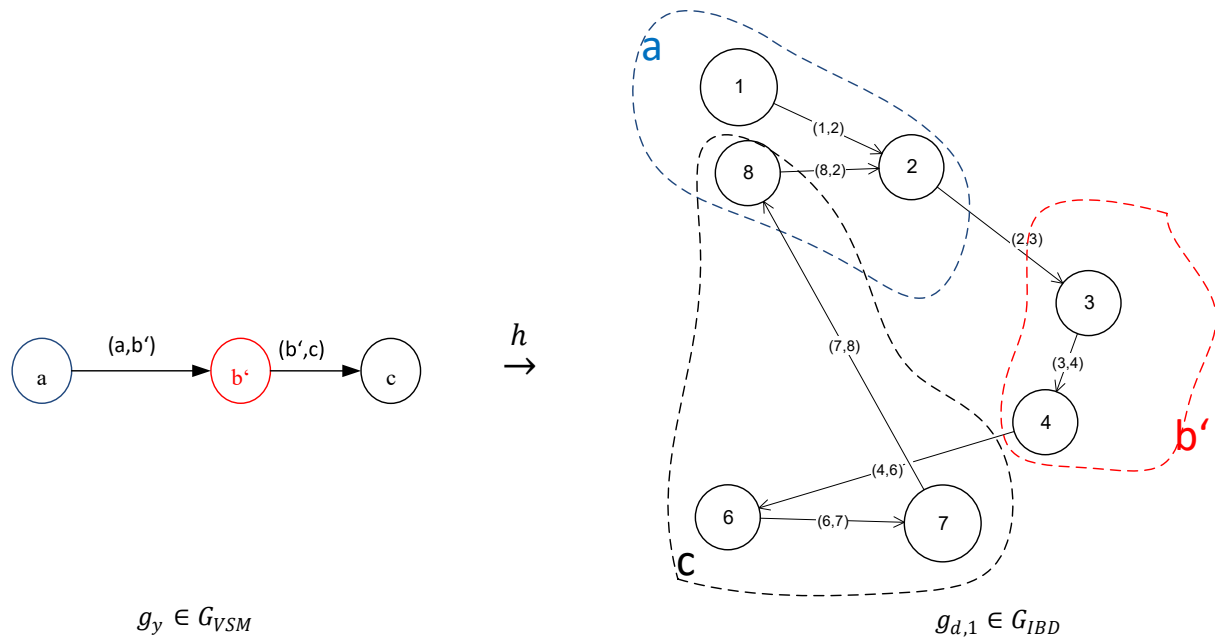 a
1
(1,2)
8
(8,2)
2
(2,3)
3
(a,b‘)
(b‘,c)
h
→
(7,8)
(3,4)
a
b‘
c
4
b‘
(4,6)
6
(6,7)
7
c
g_y ∈ G_VSM
g_d,1 ∈ G_IBD